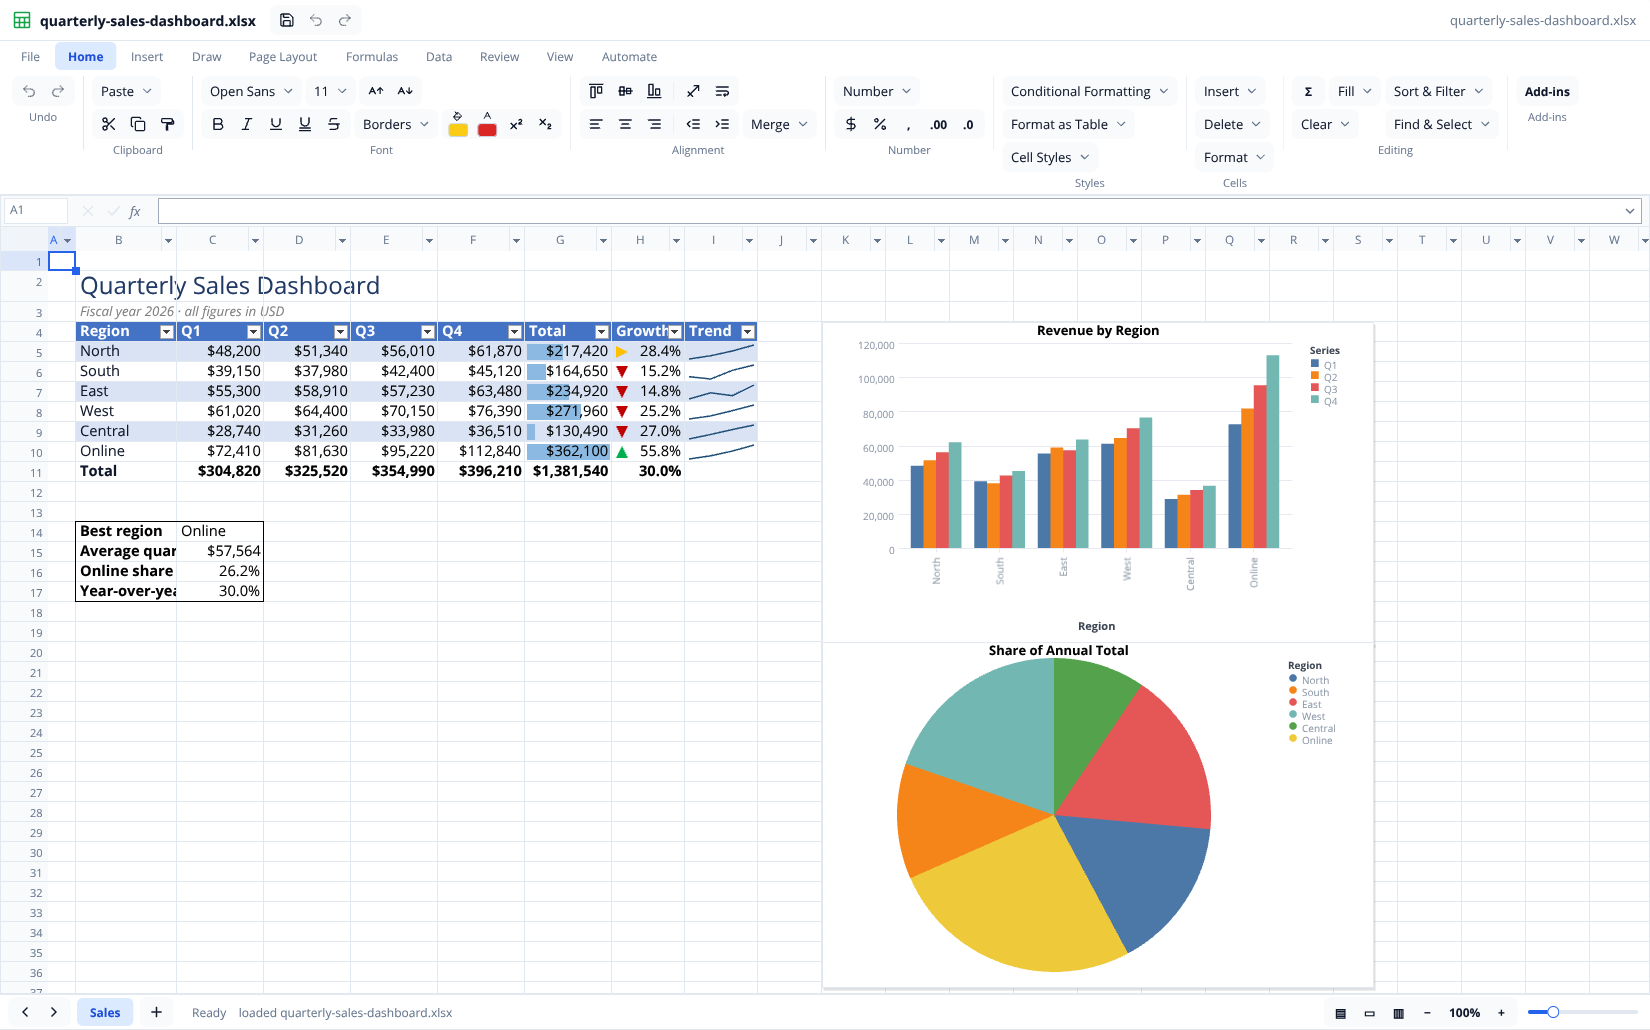 quarterly-sales-dashboard.xlsx
quarterly-sales-dashboard.xlsx
File Home Insert Draw Page Layout Formulas Data Review View Automate
Paste Open Sans 11 A A Number Conditional Formatting Insert Σ Fill Sort & Filter Add-ins
Undo Add-ins
B I U U S Borders A x² x₂ Merge $ % , .00 .0 Format as Table Delete Clear Find & Select
Clipboard Font Alignment Number Editing
Cell Styles Format
Styles Cells
A1 fx
A B C D E F G H I J K L M N O P Q R S T U V W
1
2 Quarterly Sales Dashboard
3 Fiscal year 2026 · all figures in USD
4 Region Q1 Q2 Q3 Q4 Total Growth Trend
5 North $48,200 $51,340 $56,010 $61,870 $217,420 28.4%
6 South $39,150 $37,980 $42,400 $45,120 $164,650 15.2%
7 East $55,300 $58,910 $57,230 $63,480 $234,920 14.8%
8 West $61,020 $64,400 $70,150 $76,390 $271,960 25.2%
9 Central $28,740 $31,260 $33,980 $36,510 $130,490 27.0%
10 Online $72,410 $81,630 $95,220 $112,840 $362,100 55.8%
11 Total $304,820 $325,520 $354,990 $396,210 $1,381,540 30.0%
12
13
14 Best region Online
15 Average quar $57,564
16 Online share 26.2%
17 Year-over-yea 30.0%
18
19
20
21
22
23
24
25
26
27
28
29
30
31
32
33
34
35
36
37
Revenue by Region
120,000
100,000
80,000
60,000
40,000
20,000
0
North South East West Central Online
Region
Series
Q1
Q2
Q3
Q4
Share of Annual Total
Region
North
South
East
West
Central
Online
Sales + Ready loaded quarterly-sales-dashboard.xlsx − 100% +